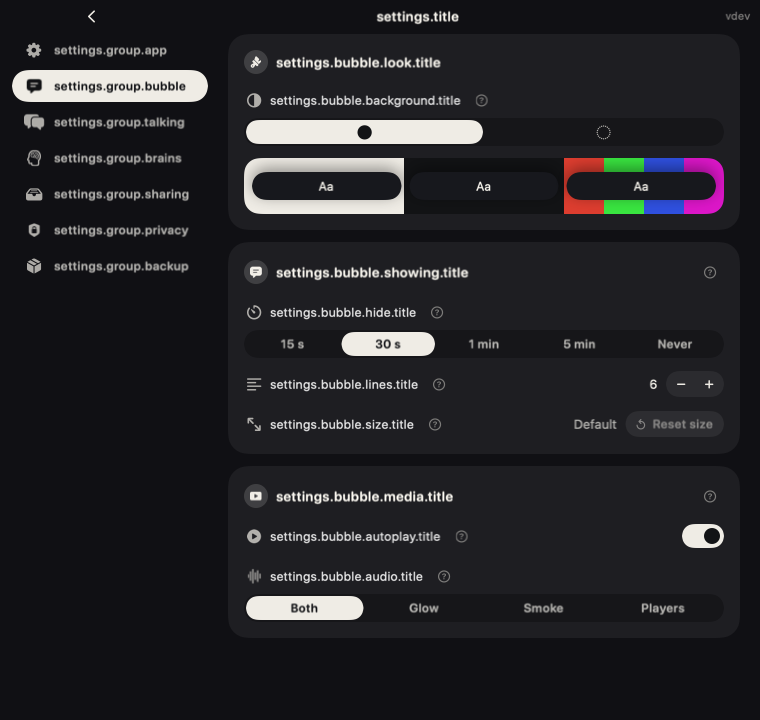 settings.title
vdev
settings.group.app
settings.group.bubble
settings.group.talking
settings.group.brains
settings.group.sharing
settings.group.privacy
settings.group.backup
settings.bubble.look.title
settings.bubble.background.title ?
Aa Aa Aa
settings.bubble.showing.title ?
settings.bubble.hide.title ?
15 s 30 s 1 min 5 min Never
settings.bubble.lines.title ? 6 − +
settings.bubble.size.title ? Default Reset size
settings.bubble.media.title ?
settings.bubble.autoplay.title ?
settings.bubble.audio.title ?
Both Glow Smoke Players